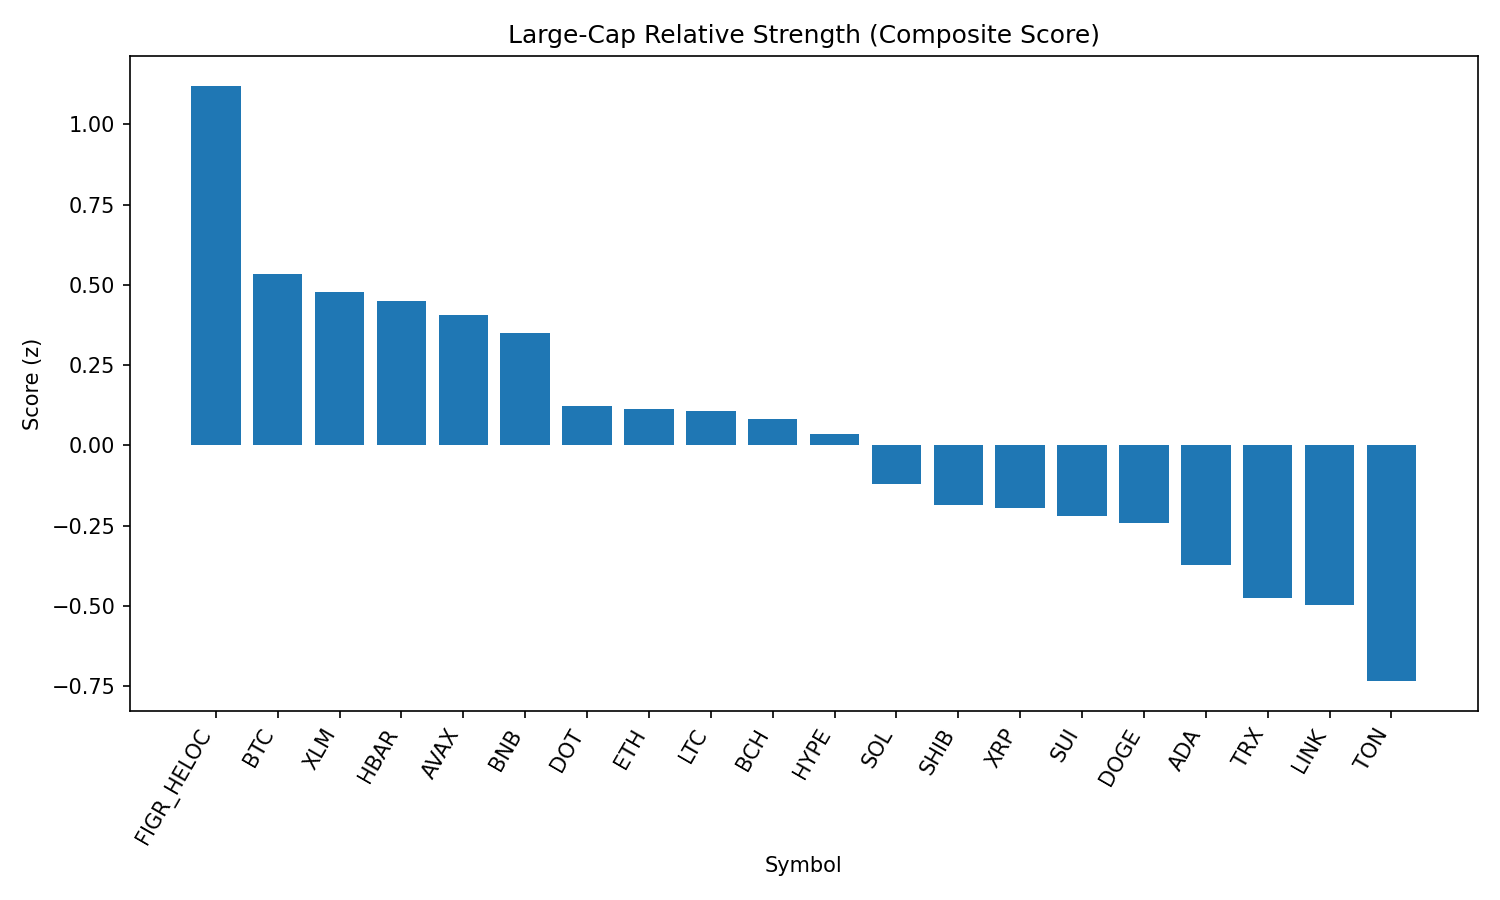 Large-Cap Relative Strength (Composite Score)
1.00
0.75
0.50
0.25
0.00
−0.25
−0.50
−0.75
Score (z)
FIGR_HELOC
BTC
XLM
HBAR
AVAX
BNB
DOT
ETH
LTC
BCH
HYPE
SOL
SHIB
XRP
SUI
DOGE
ADA
TRX
LINK
TON
Symbol